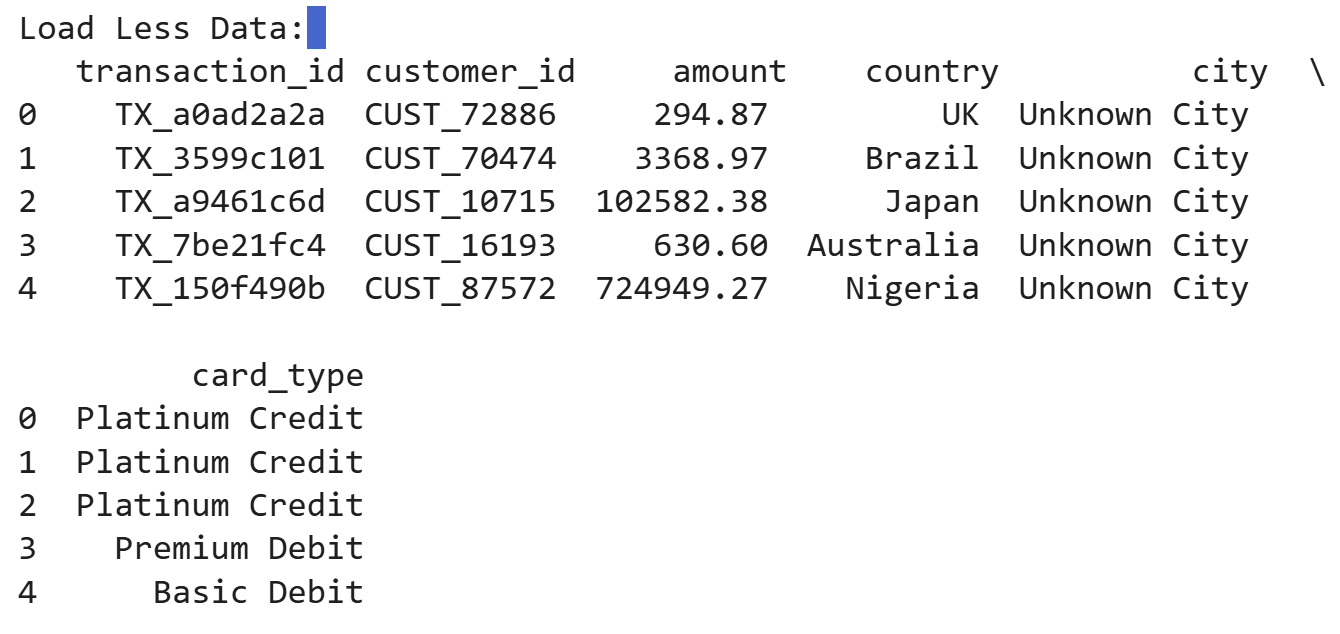 Load Less Data:
   transaction_id customer_id     amount    country          city  \
0    TX_a0ad2a2a  CUST_72886     294.87         UK  Unknown City
1    TX_3599c101  CUST_70474    3368.97     Brazil  Unknown City
2    TX_a9461c6d  CUST_10715  102582.38      Japan  Unknown City
3    TX_7be21fc4  CUST_16193     630.60  Australia  Unknown City
4    TX_150f490b  CUST_87572  724949.27    Nigeria  Unknown City

         card_type
0  Platinum Credit
1  Platinum Credit
2  Platinum Credit
3    Premium Debit
4      Basic Debit